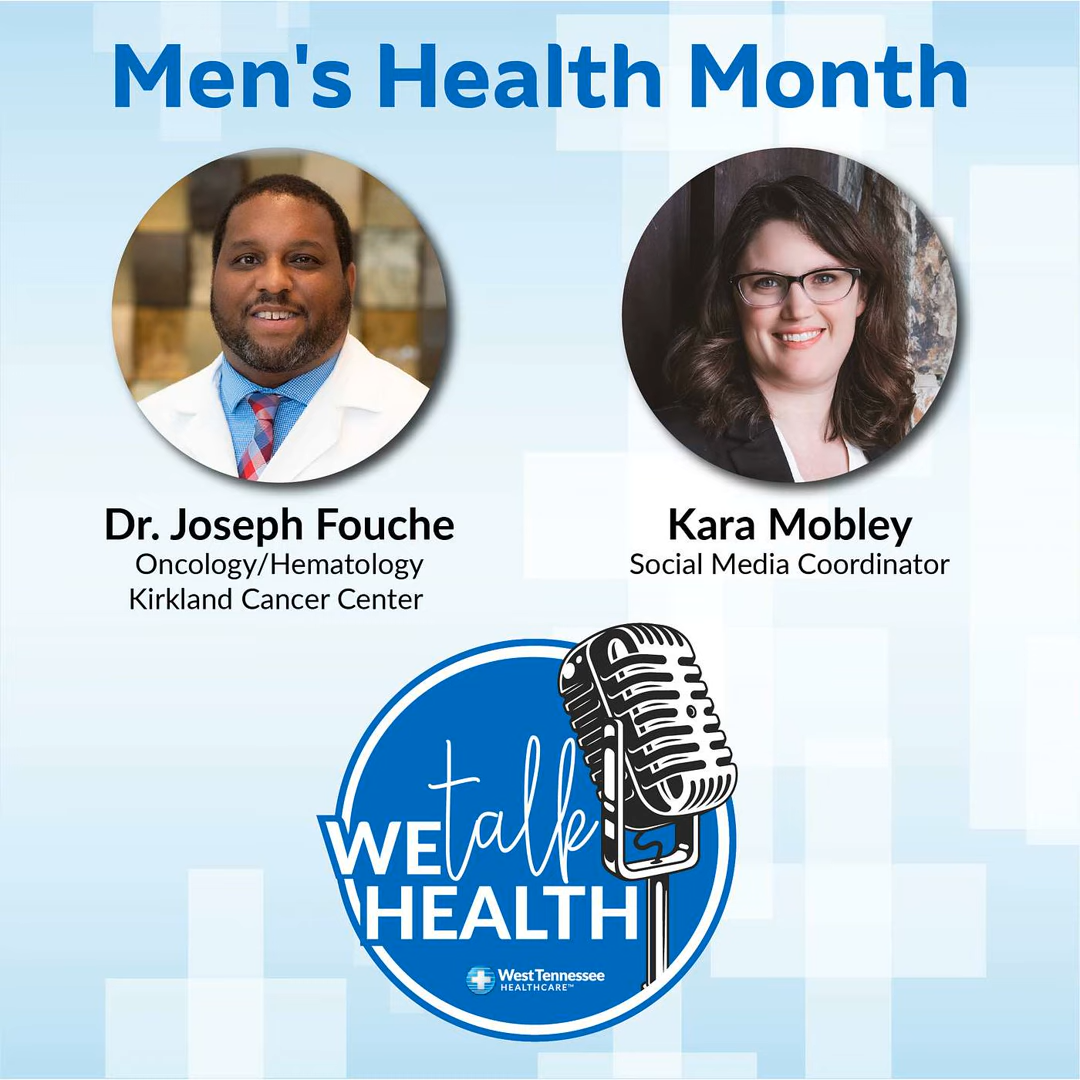 Men's Health Month
Dr. Joseph Fouche
Oncology/Hematology
Kirkland Cancer Center
Kara Mobley
Social Media Coordinator
WE talk
HEALTH
West Tennessee
HEALTHCARE™